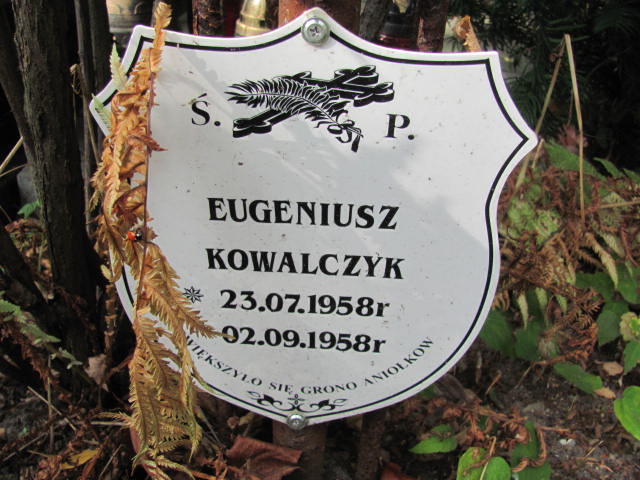 Ś. P.
EUGENIUSZ
KOWALCZYK
23.07.1958r
02.09.1958r
SIĘ GRONO ANIOŁKÓW